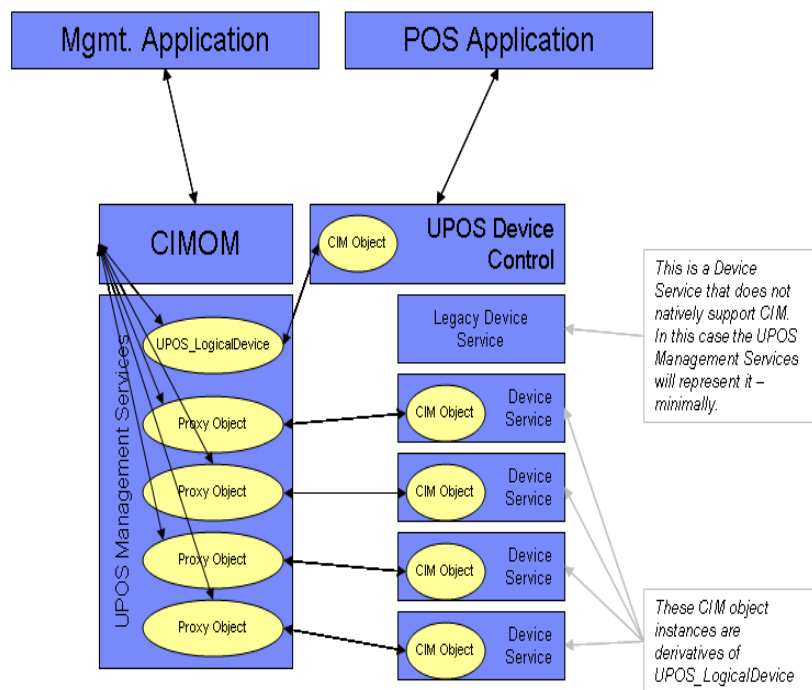 Mgmt. Application
POS Application
CIMOM
CIM Object
UPOS Device
Control
This is a Device
Service that does not
natively support CIM.
In this case the UPOS
Management Services
will represent it –
minimally.
UPOS Management Services
UPOS_LogicalDevice
Legacy Device
Service
Proxy Object
CIM Object
Device
Service
Proxy Object
CIM Object
Device
Service
Proxy Object
CIM Object
Device
Service
Proxy Object
CIM Object
Device
Service
These CIM object
instances are
derivatives of
UPOS_LogicalDevice